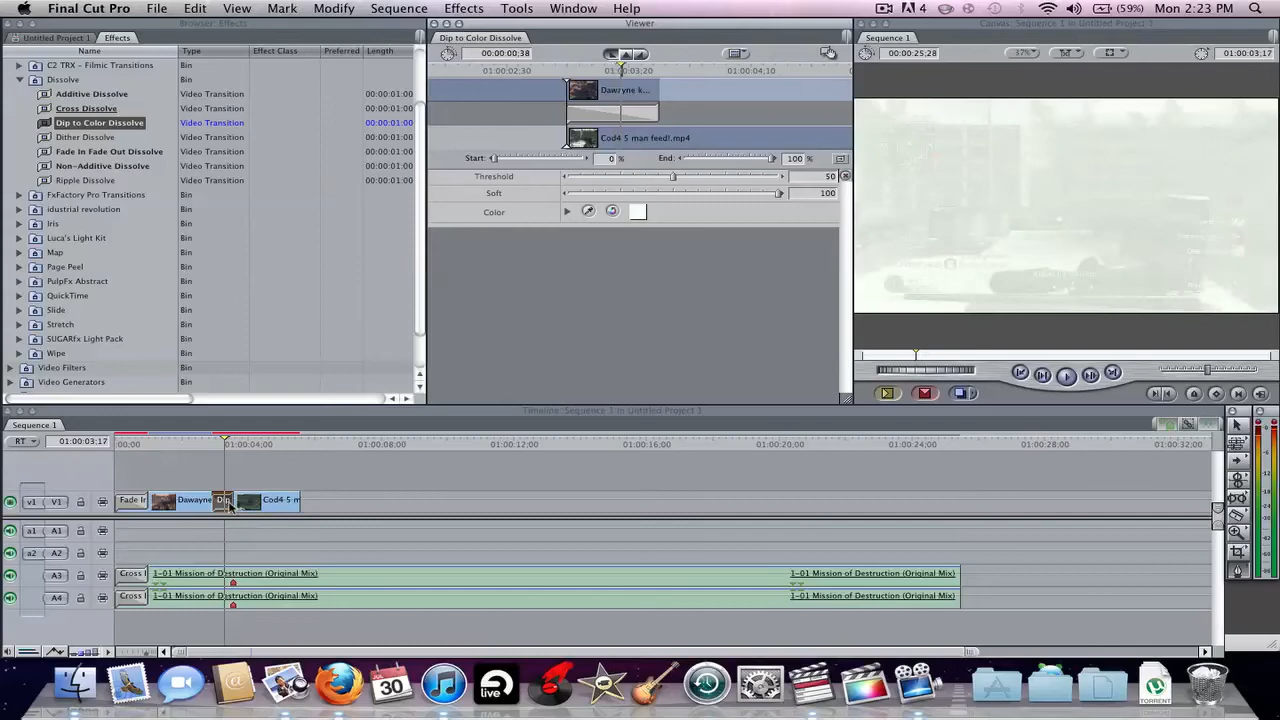 Final Cut Pro File Edit View Mark Modify Sequence Effects Tools Window Help 4 (59%) Mon 2:23 PM
Browser: Effects
Untitled Project 1 Effects
Name Type Effect Class Preferred Length
C2 TRX - Filmic Transitions Bin
Dissolve Bin
Additive Dissolve Video Transition 00:00:01:00
Cross Dissolve Video Transition 00:00:01:00
Dip to Color Dissolve Video Transition 00:00:01:00
Dither Dissolve Video Transition 00:00:01:00
Fade In Fade Out Dissolve Video Transition 00:00:01:00
Non-Additive Dissolve Video Transition 00:00:01:00
Ripple Dissolve Video Transition 00:00:01:00
FxFactory Pro Transitions Bin
idustrial revolution Bin
Iris Bin
Luca's Light Kit Bin
Map Bin
Page Peel Bin
PulpFx Abstract Bin
QuickTime Bin
Slide Bin
Stretch Bin
SUGARfx Light Pack Bin
Wipe Bin
Video Filters Bin
Video Generators Bin
Viewer
Dip to Color Dissolve
00:00:00;38
01:00:02;30 01:00:03;20 01:00:04;10
Dawayne k...
Cod4 5 man feed!.mp4
Start: 0 % End: 100 %
Threshold 50
Soft 100
Color
Canvas: Sequence 1 in Untitled Project 1
Sequence 1
00:00:25;28 37% 01:00:03;17
Timeline: Sequence 1 in Untitled Project 1
Sequence 1
RT 01:00:03;17 00;00 01:00:04;00 01:00:08;00 01:00:12;00 01:00:16;00 01:00:20;00 01:00:24;00 01:00:28;00 01:00:32;00
v1 V1 Fade Ir Dawayne Dip Cod4 5 m
a1 A1
a2 A2
A3 Cross 1-01 Mission of Destruction (Original Mix) 1-01 Mission of Destruction (Original Mix)
A4 Cross 1-01 Mission of Destruction (Original Mix) 1-01 Mission of Destruction (Original Mix)
30
live
TORRENT